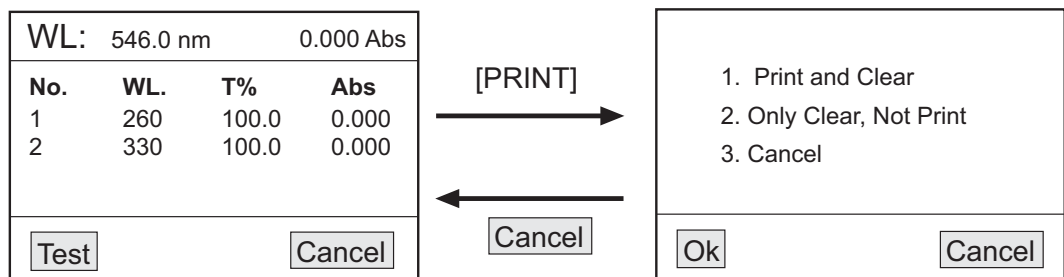 WL: 546.0 nm 0.000 Abs
No. WL. T% Abs
1 260 100.0 0.000
2 330 100.0 0.000
Test Cancel
[PRINT]
Cancel
1. Print and Clear
2. Only Clear, Not Print
3. Cancel
Ok Cancel